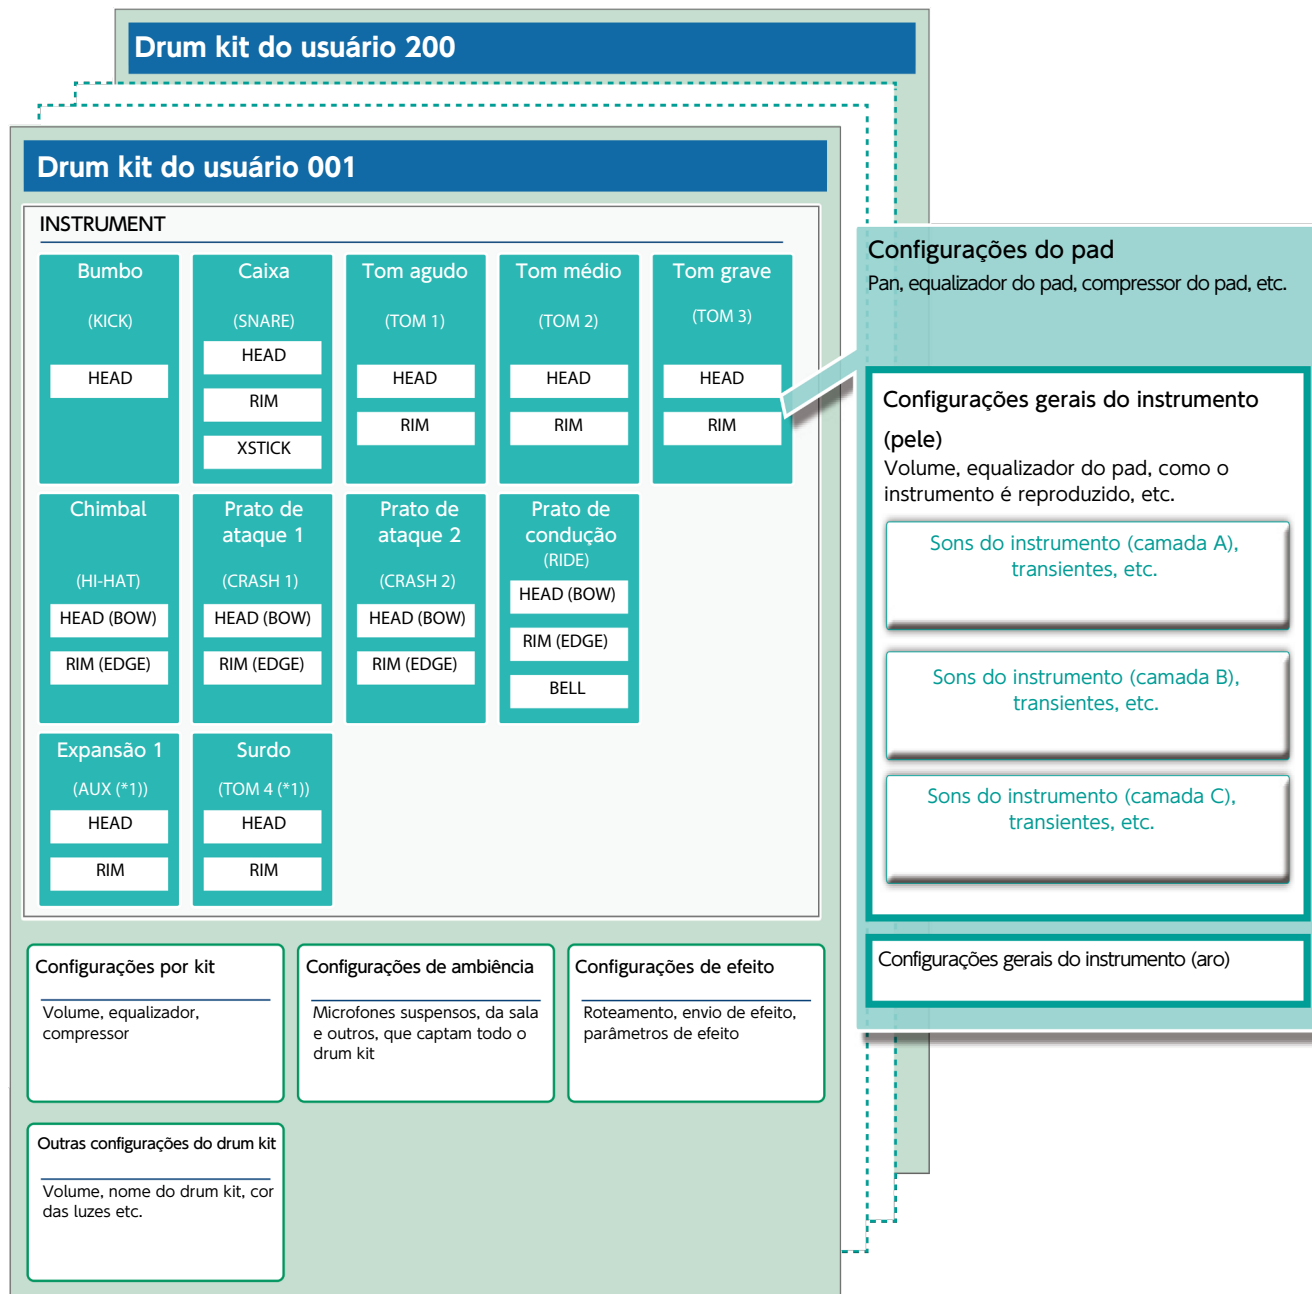 Drum kit do usuário 200
Drum kit do usuário 001
INSTRUMENT
Bumbo
(KICK)
HEAD
Caixa
(SNARE)
HEAD
RIM
XSTICK
Tom agudo
(TOM 1)
HEAD
RIM
Tom médio
(TOM 2)
HEAD
RIM
Tom grave
(TOM 3)
HEAD
RIM
Chimbal
(HI-HAT)
HEAD (BOW)
RIM (EDGE)
Prato de
ataque 1
(CRASH 1)
HEAD (BOW)
RIM (EDGE)
Prato de
ataque 2
(CRASH 2)
HEAD (BOW)
RIM (EDGE)
Prato de
condução
(RIDE)
HEAD (BOW)
RIM (EDGE)
BELL
Expansão 1
(AUX (*1))
HEAD
RIM
Surdo
(TOM 4 (*1))
HEAD
RIM
Configurações por kit
Volume, equalizador,
compressor
Configurações de ambiência
Microfones suspensos, da sala
e outros, que captam todo o
drum kit
Configurações de efeito
Roteamento, envio de efeito,
parâmetros de efeito
Outras configurações do drum kit
Volume, nome do drum kit, cor
das luzes etc.
Configurações do pad
Pan, equalizador do pad, compressor do pad, etc.
Configurações gerais do instrumento
(pele)
Volume, equalizador do pad, como o
instrumento é reproduzido, etc.
Sons do instrumento (camada A),
transientes, etc.
Sons do instrumento (camada B),
transientes, etc.
Sons do instrumento (camada C),
transientes, etc.
Configurações gerais do instrumento (aro)